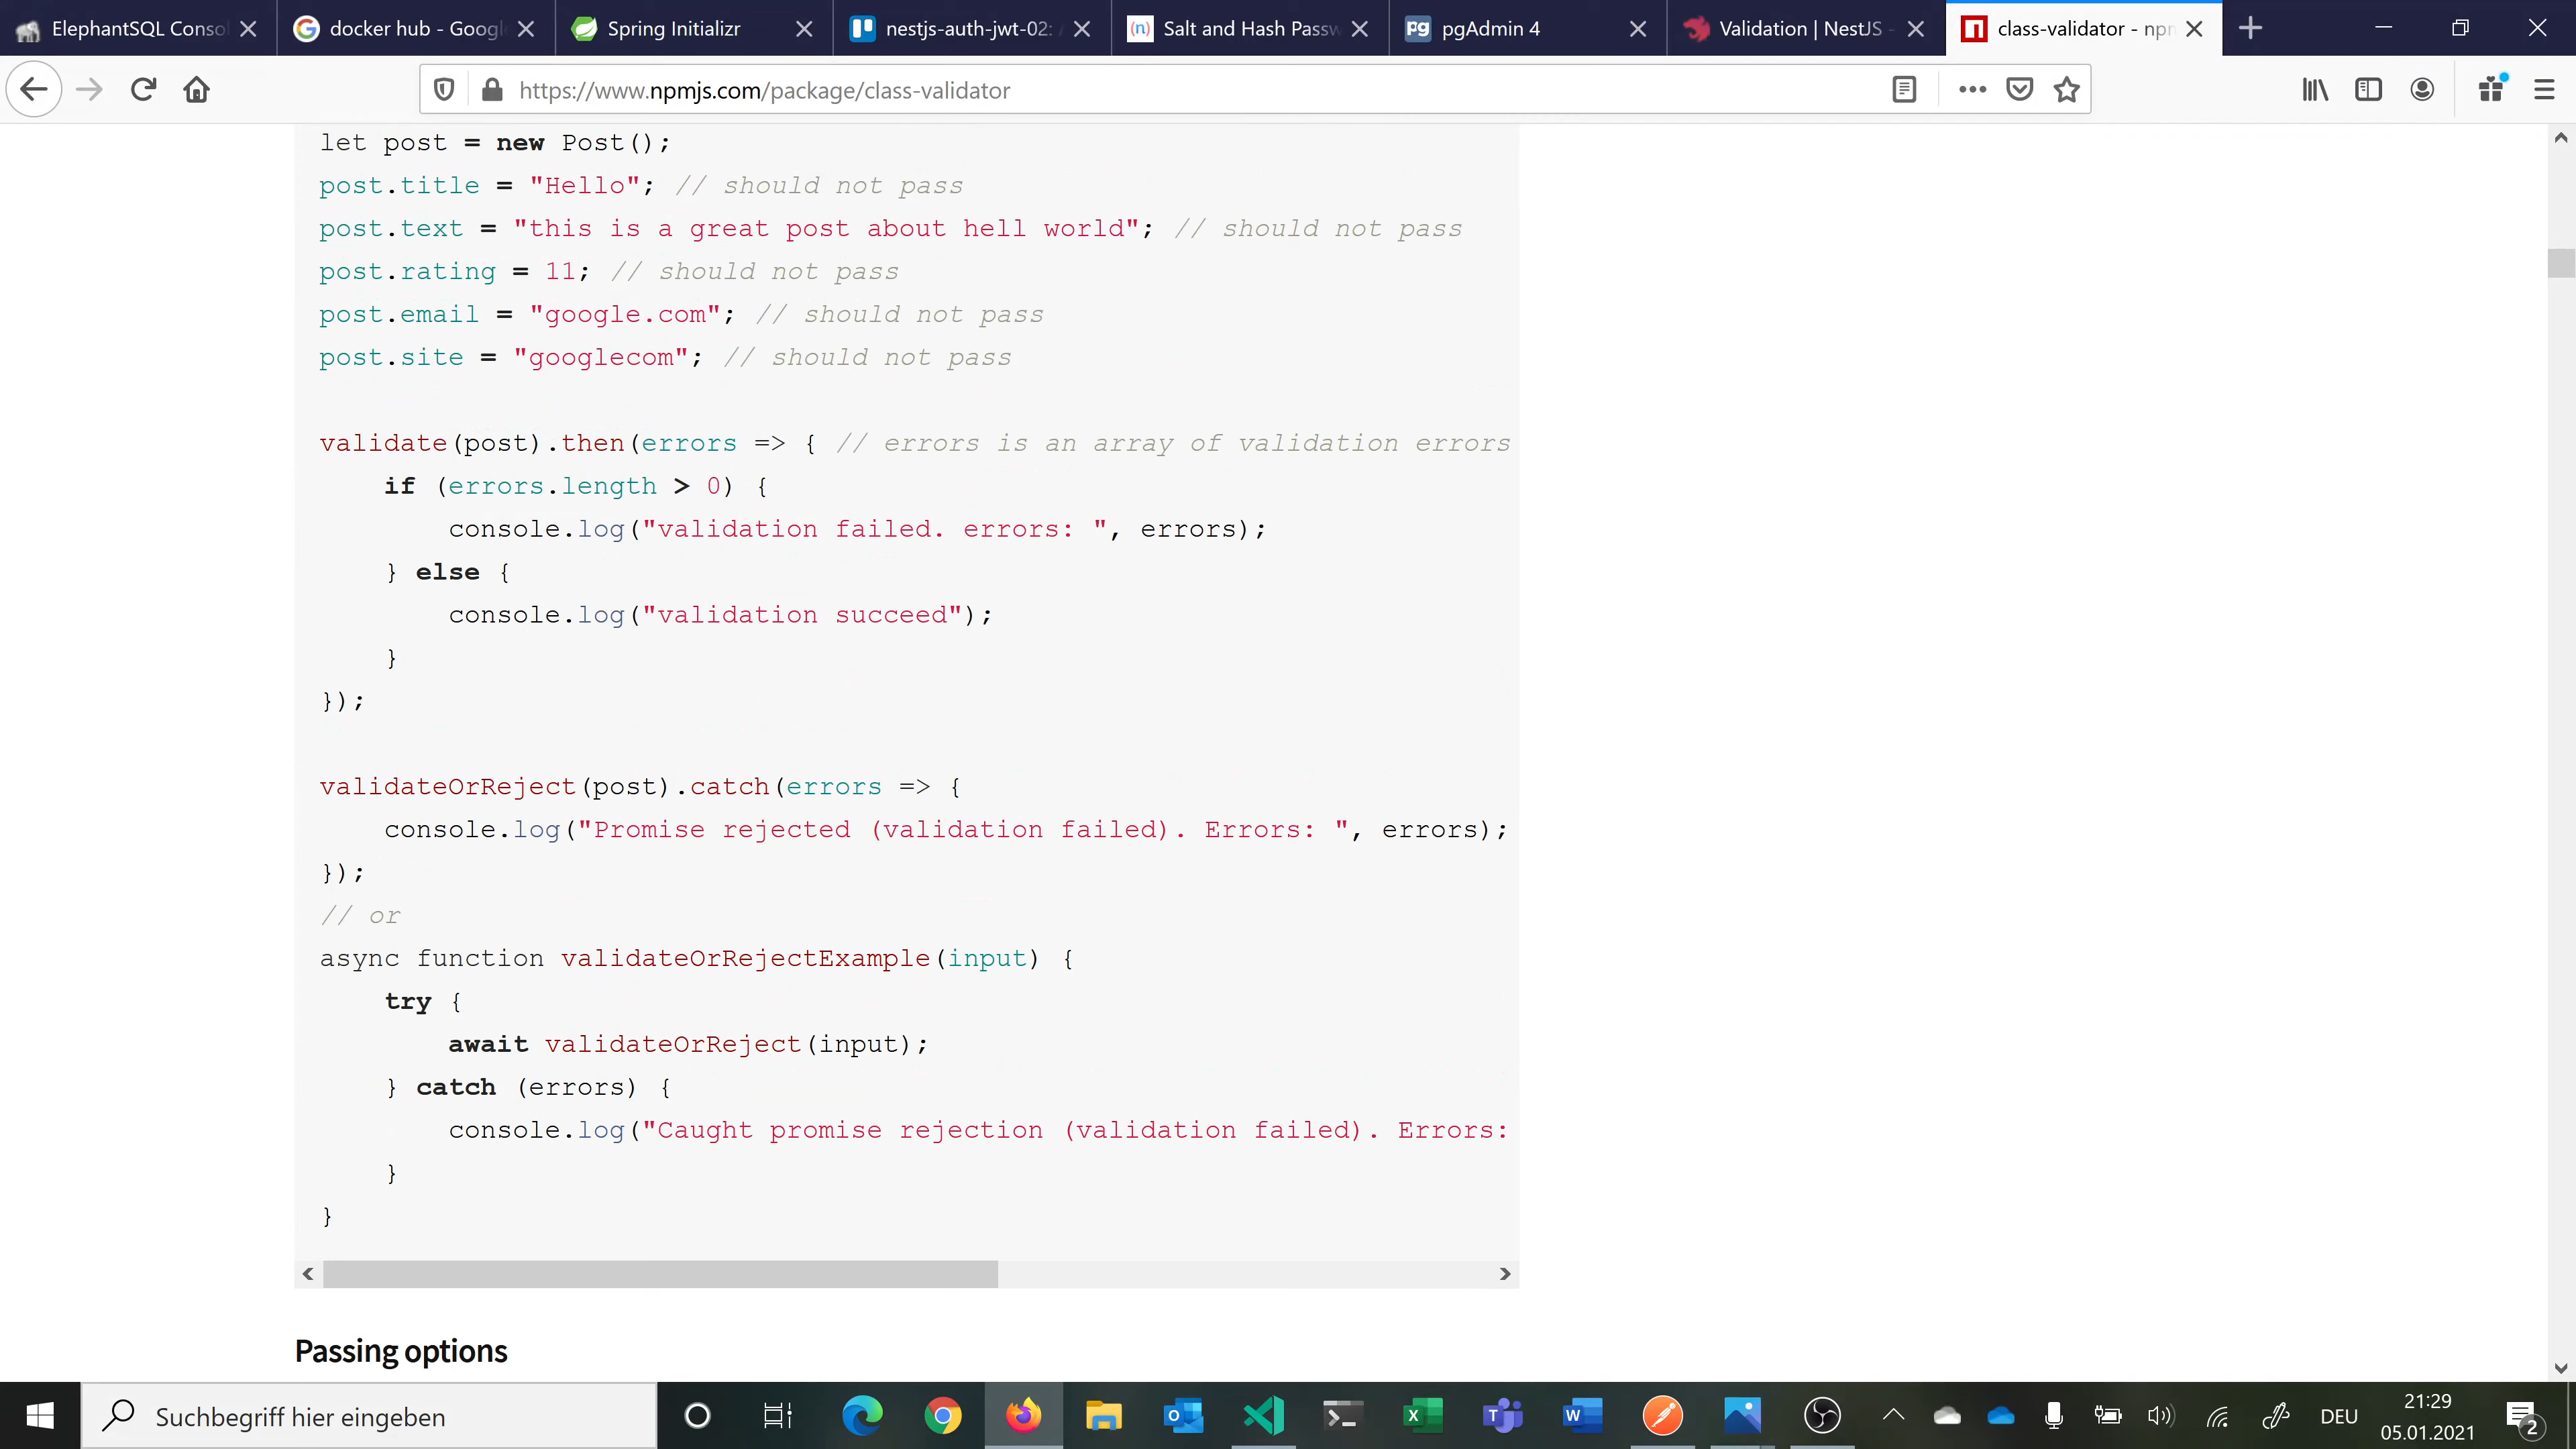 ElephantSQL Consol
docker hub - Googl
Spring Initializr
nestjs-auth-jwt-02:
Salt and Hash Passw
pgAdmin 4
Validation | NestJS -
class-validator - npm
https://www.npmjs.com/package/class-validator
let post = new Post();
post.title = "Hello"; // should not pass
post.text = "this is a great post about hell world"; // should not pass
post.rating = 11; // should not pass
post.email = "google.com"; // should not pass
post.site = "googlecom"; // should not pass
validate(post).then(errors => { // errors is an array of validation errors
if (errors.length > 0) {
console.log("validation failed. errors: ", errors);
} else {
console.log("validation succeed");
}
});
validateOrReject(post).catch(errors => {
console.log("Promise rejected (validation failed). Errors: ", errors);
});
// or
async function validateOrRejectExample(input) {
try {
await validateOrReject(input);
} catch (errors) {
console.log("Caught promise rejection (validation failed). Errors:
}
}
Passing options
Suchbegriff hier eingeben
DEU
21:29
05.01.2021
2